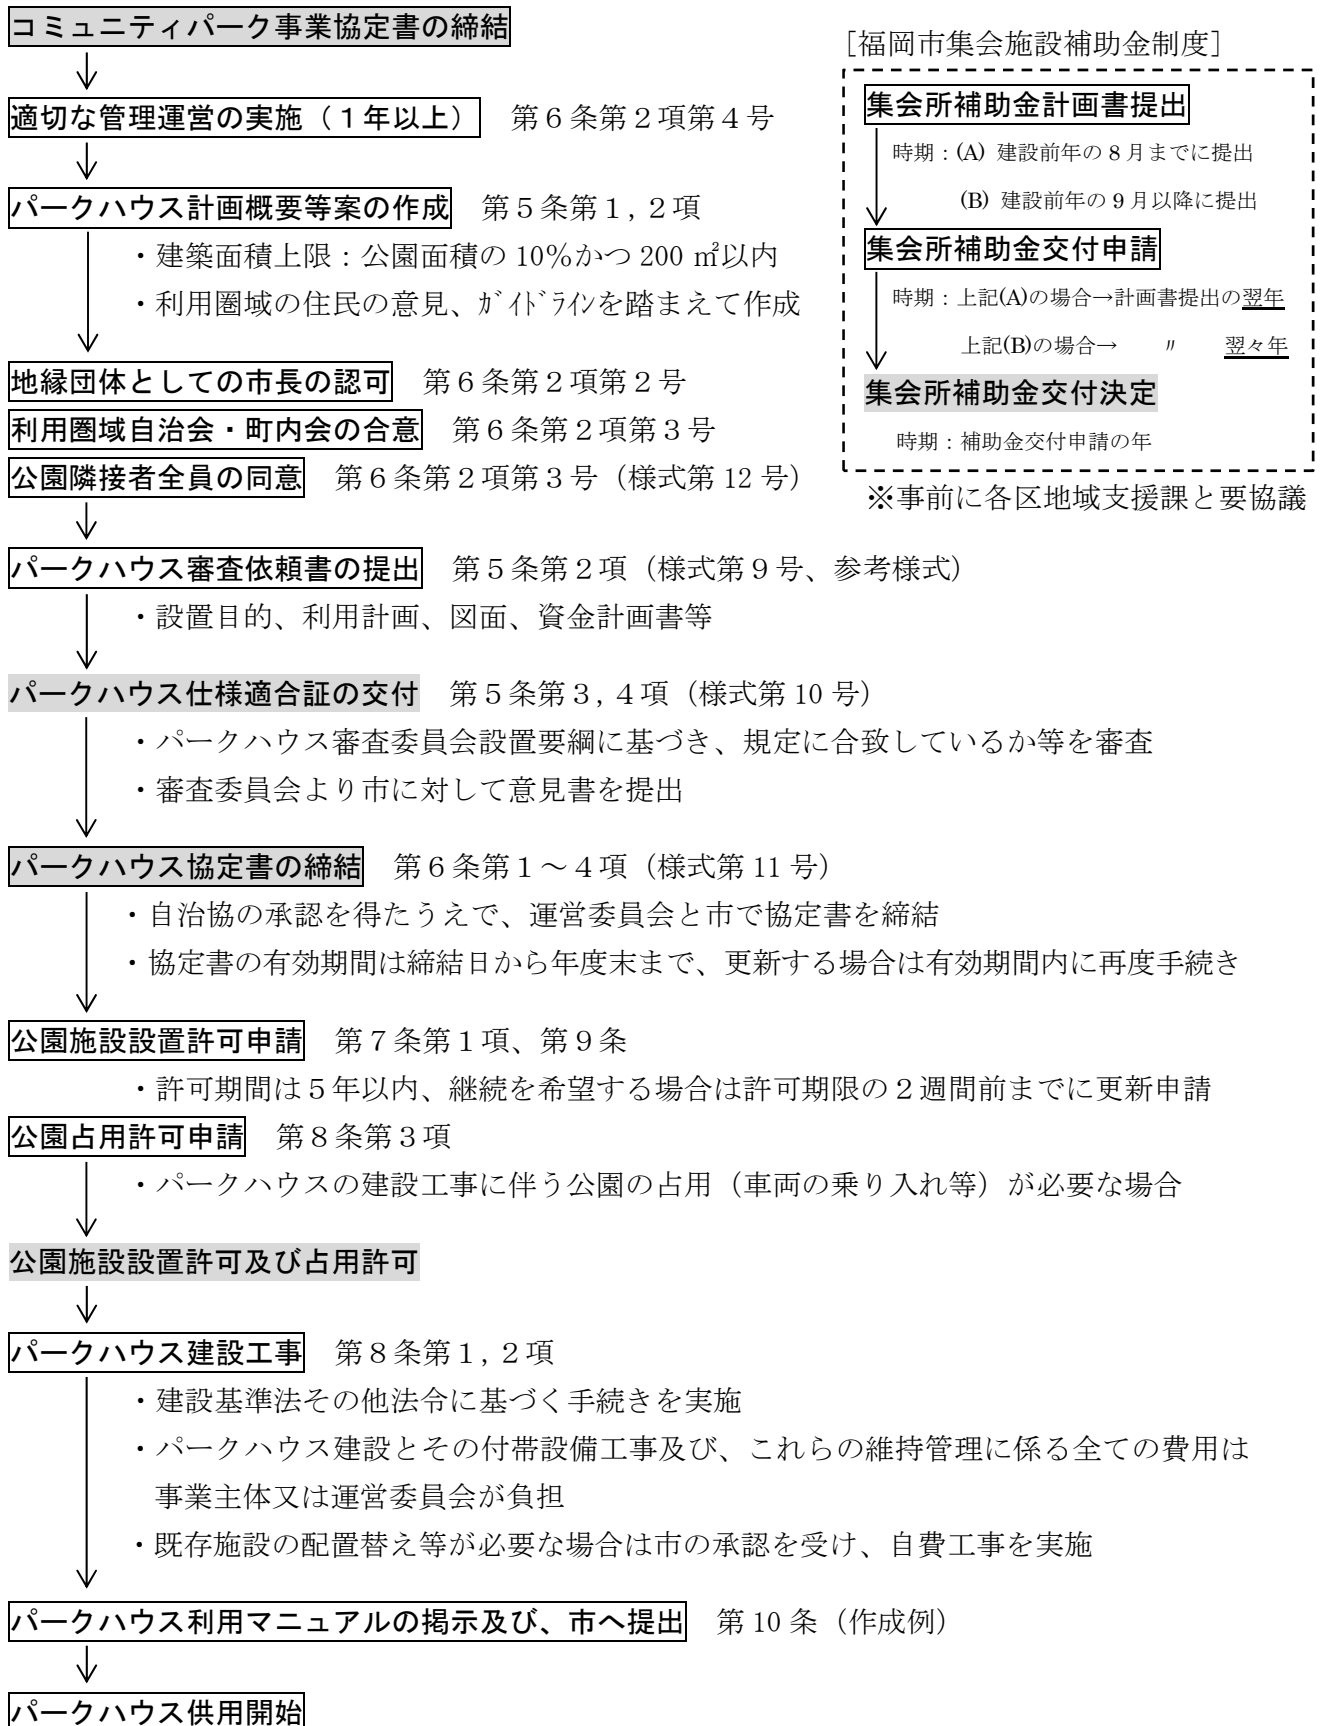 コミュニティパーク事業協定書の締結
適切な管理運営の実施（１年以上）　第６条第２項第４号
パークハウス計画概要等案の作成　第５条第１,２項
・建築面積上限：公園面積の 10％かつ 200 ㎡以内
・利用圏域の住民の意見、ｶﾞｲﾄﾞﾗｲﾝを踏まえて作成
地縁団体としての市長の認可　第６条第２項第２号
利用圏域自治会・町内会の合意　第６条第２項第３号
公園隣接者全員の同意　第６条第２項第３号（様式第 12 号）
［福岡市集会施設補助金制度］
集会所補助金計画書提出
時期：(A) 建設前年の 8 月までに提出
(B) 建設前年の 9 月以降に提出
集会所補助金交付申請
時期：上記(A)の場合→計画書提出の翌年
上記(B)の場合→　〃　翌々年
集会所補助金交付決定
時期：補助金交付申請の年
※事前に各区地域支援課と要協議
パークハウス審査依頼書の提出　第５条第２項（様式第９号、参考様式）
・設置目的、利用計画、図面、資金計画書等
パークハウス仕様適合証の交付　第５条第３,４項（様式第 10 号）
・パークハウス審査委員会設置要綱に基づき、規定に合致しているか等を審査
・審査委員会より市に対して意見書を提出
パークハウス協定書の締結　第６条第１～４項（様式第 11 号）
・自治協の承認を得たうえで、運営委員会と市で協定書を締結
・協定書の有効期間は締結日から年度末まで、更新する場合は有効期間内に再度手続き
公園施設設置許可申請　第７条第１項、第９条
・許可期間は５年以内、継続を希望する場合は許可期限の２週間前までに更新申請
公園占用許可申請　第８条第３項
・パークハウスの建設工事に伴う公園の占用（車両の乗り入れ等）が必要な場合
公園施設設置許可及び占用許可
パークハウス建設工事　第８条第１,２項
・建設基準法その他法令に基づく手続きを実施
・パークハウス建設とその付帯設備工事及び、これらの維持管理に係る全ての費用は
事業主体又は運営委員会が負担
・既存施設の配置替え等が必要な場合は市の承認を受け、自費工事を実施
パークハウス利用マニュアルの掲示及び、市へ提出　第 10 条（作成例）
パークハウス供用開始